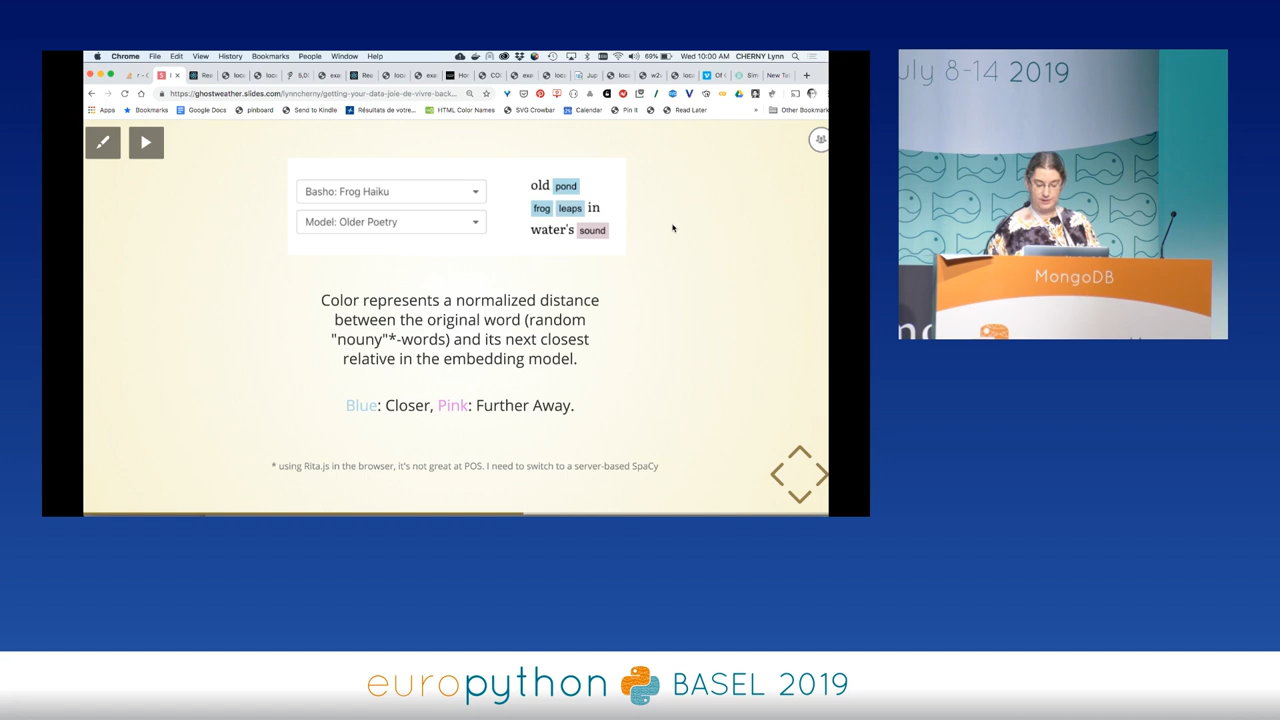 Chrome File Edit View History Bookmarks People Window Help
69% Wed 10:00 AM CHERNY Lynn
https://ghostweather.slides.com/lynncherny/getting-your-data-joie-de-vivre-back...
Apps Bookmarks Google Docs pinboard Send to Kindle Résultats de votre... HTML Color Names SVG Crowbar Calendar Pin It Read Later Other Bookmark
Basho: Frog Haiku
Model: Older Poetry
old pond
frog leaps in
water's sound
Color represents a normalized distance
between the original word (random
"nouny"*-words) and its next closest
relative in the embedding model.
Blue: Closer, Pink: Further Away.
* using Rita.js in the browser, it's not great at POS. I need to switch to a server-based SpaCy
uly 8-14 2019
MongoDB
europython BASEL 2019